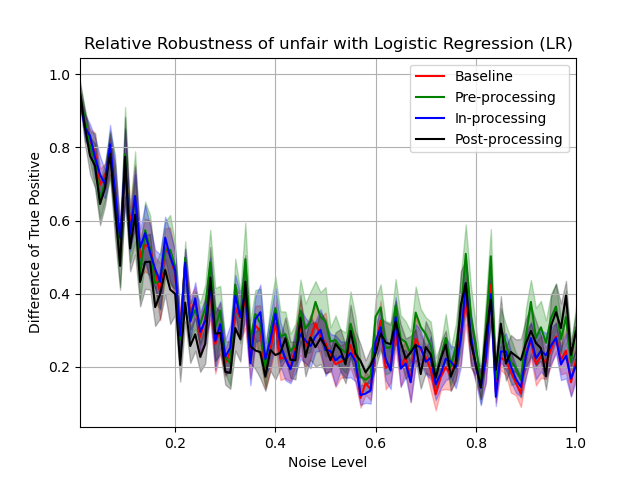 Relative Robustness of unfair with Logistic Regression (LR)
Baseline
Pre-processing
In-processing
Post-processing
Difference of True Positive
1.0
0.8
0.6
0.4
0.2
0.2 0.4 0.6 0.8 1.0
Noise Level